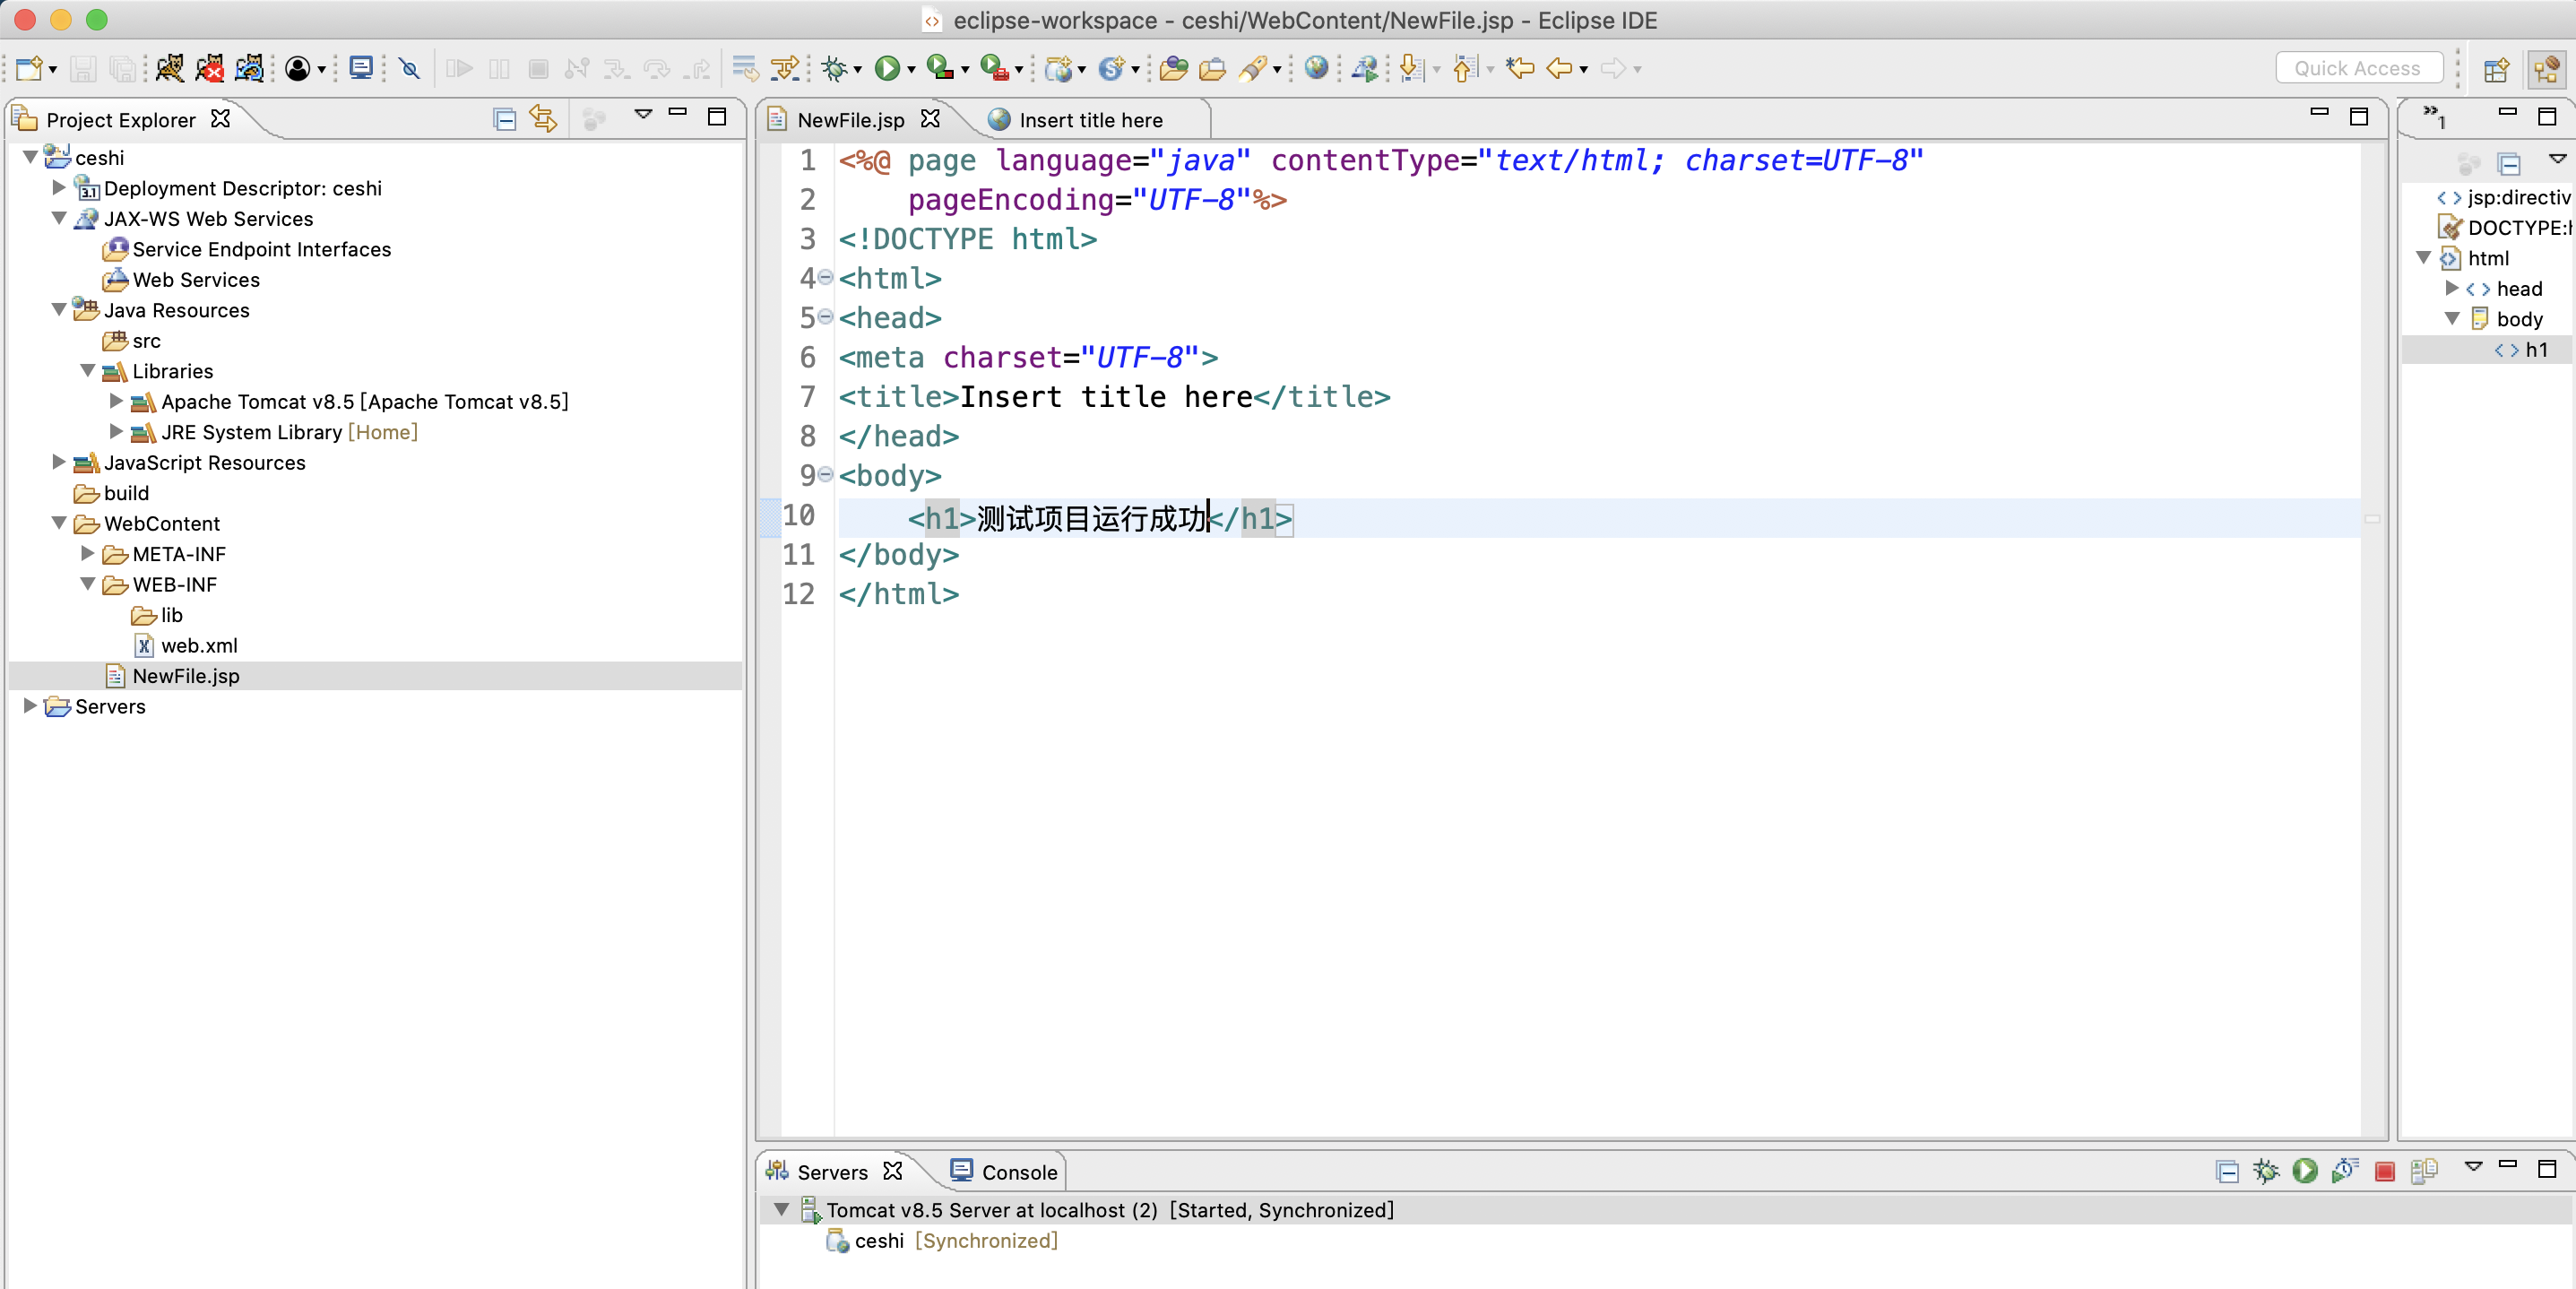 eclipse-workspace - ceshi/WebContent/NewFile.jsp - Eclipse IDE
Quick Access
Project Explorer
ceshi
3.1
Deployment Descriptor: ceshi
JAX-WS Web Services
Service Endpoint Interfaces
Web Services
Java Resources
src
Libraries
Apache Tomcat v8.5 [Apache Tomcat v8.5]
JRE System Library [Home]
JavaScript Resources
build
WebContent
META-INF
WEB-INF
lib
web.xml
NewFile.jsp
Servers
NewFile.jsp
Insert title here
1 <%@ page language="java" contentType="text/html; charset=UTF-8"
2 pageEncoding="UTF-8"%>
3 <!DOCTYPE html>
4 <html>
5 <head>
6 <meta charset="UTF-8">
7 <title>Insert title here</title>
8 </head>
9 <body>
10 <h1>测试项目运行成功</h1>
11 </body>
12 </html>
»1
jsp:directiv
DOCTYPE:
html
head
body
h1
Servers
Console
Tomcat v8.5 Server at localhost (2) [Started, Synchronized]
ceshi [Synchronized]